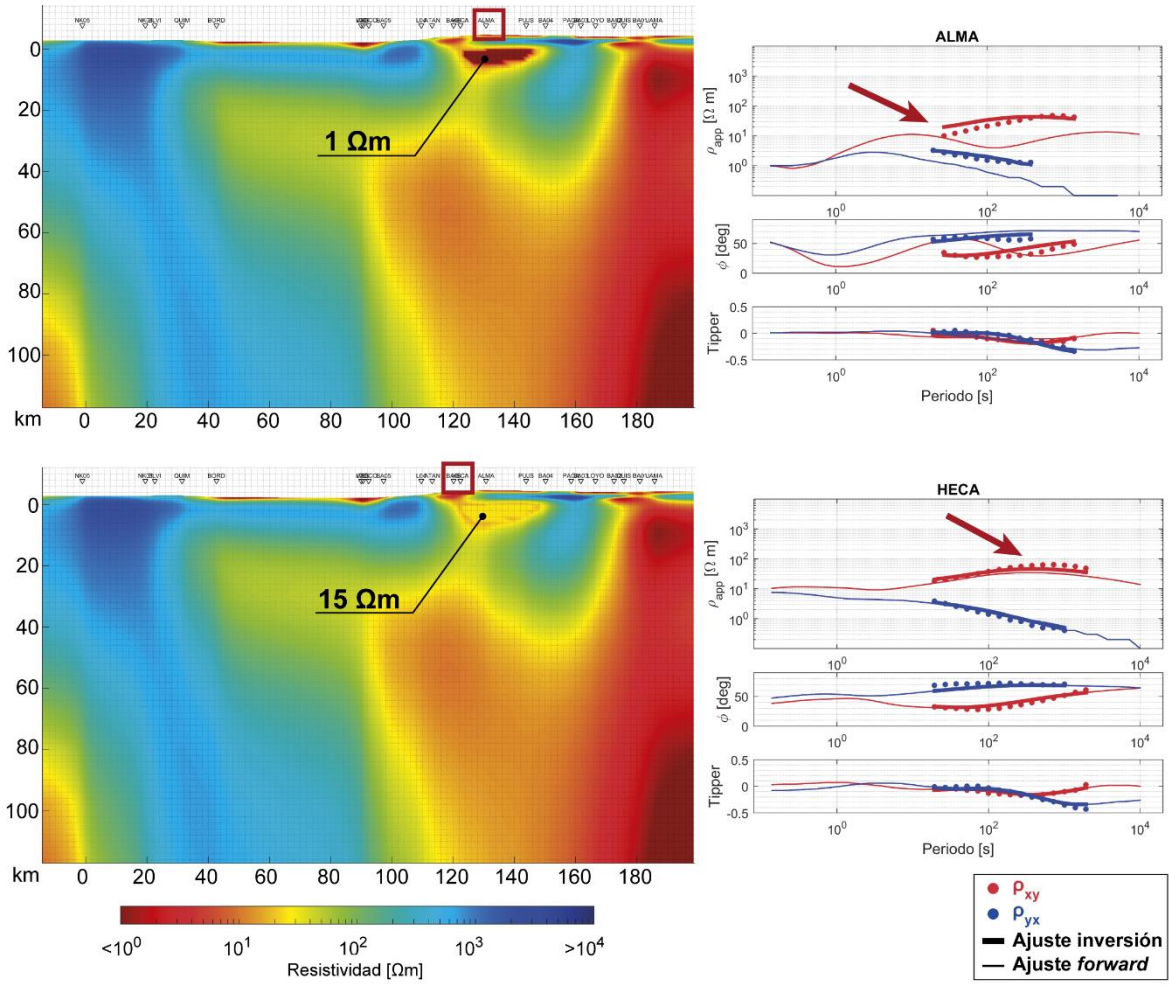 NK05 BORD ALMA PUJS BA04
0
20
40
60
80
100
1 Ωm
km 0 20 40 60 80 100 120 140 160 180
ALMA
ρapp [Ω m]
10³
10²
10¹
10⁰
10⁰ 10² 10⁴
ϕ [deg]
50
0
10⁰ 10² 10⁴
Tipper
0.5
0
-0.5
10⁰ 10² 10⁴
Periodo [s]
NK05 BORD ALMA PUJS BA04
0
20
40
60
80
100
15 Ωm
km 0 20 40 60 80 100 120 140 160 180
HECA
ρapp [Ω m]
10³
10²
10¹
10⁰
10⁰ 10² 10⁴
ϕ [deg]
50
0
10⁰ 10² 10⁴
Tipper
0.5
0
-0.5
10⁰ 10² 10⁴
Periodo [s]
<10⁰ 10¹ 10² 10³ >10⁴
Resistividad [Ωm]
ρxy
ρyx
Ajuste inversión
Ajuste forward